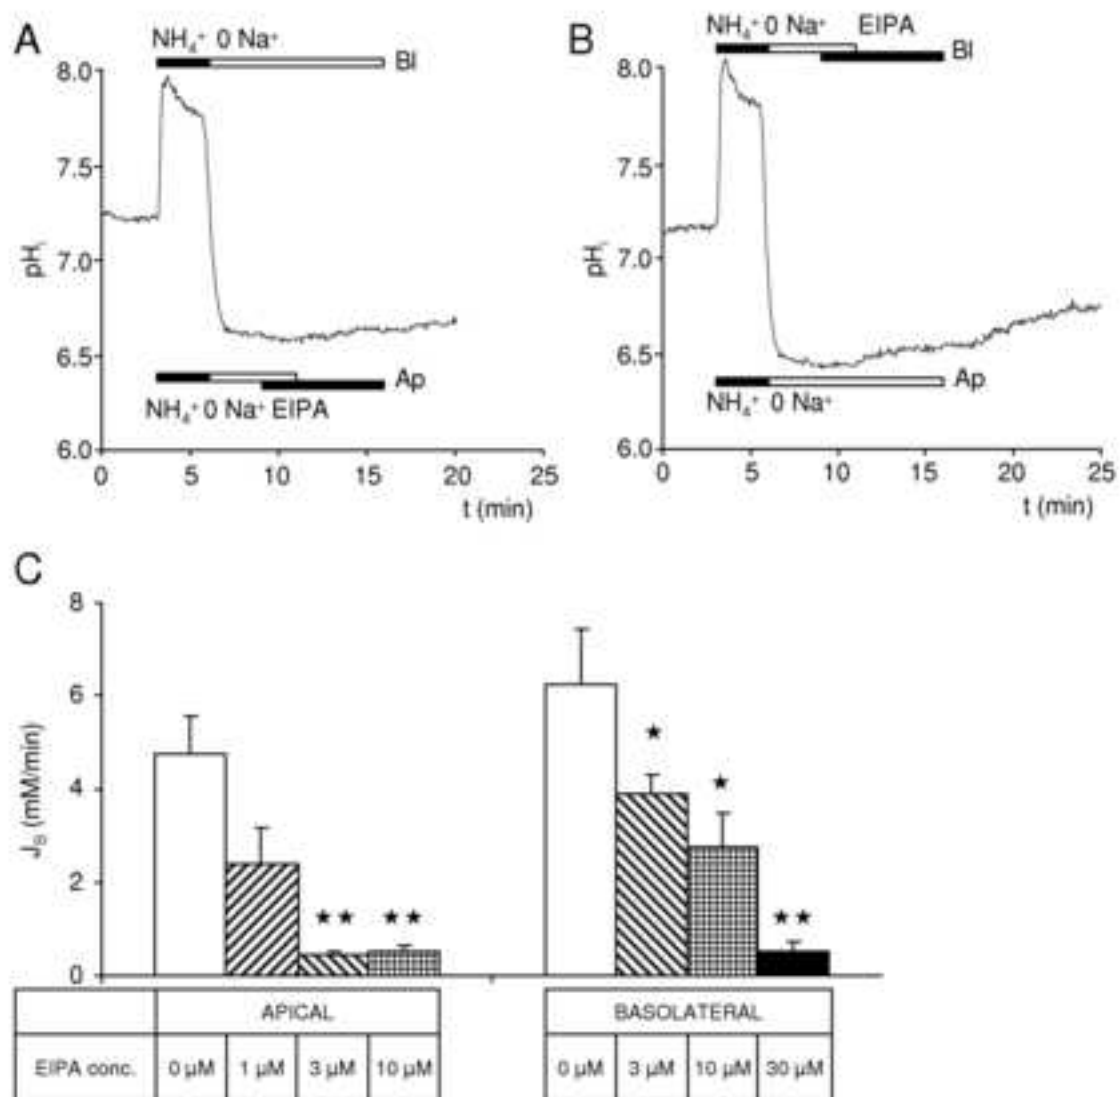 A
NH₄⁺ 0 Na⁺
Bl
8.0
7.5
7.0
6.5
6.0
pHᵢ
Ap
NH₄⁺ 0 Na⁺ EIPA
0 5 10 15 20 25
t (min)
B
NH₄⁺ 0 Na⁺ EIPA
Bl
8.0
7.5
7.0
6.5
6.0
pHᵢ
Ap
NH₄⁺ 0 Na⁺
0 5 10 15 20 25
t (min)
C
8
6
4
2
0
J_B (mM/min)
★
★
★★ ★★ ★★
APICAL BASOLATERAL
EIPA conc. 0 µM 1 µM 3 µM 10 µM 0 µM 3 µM 10 µM 30 µM